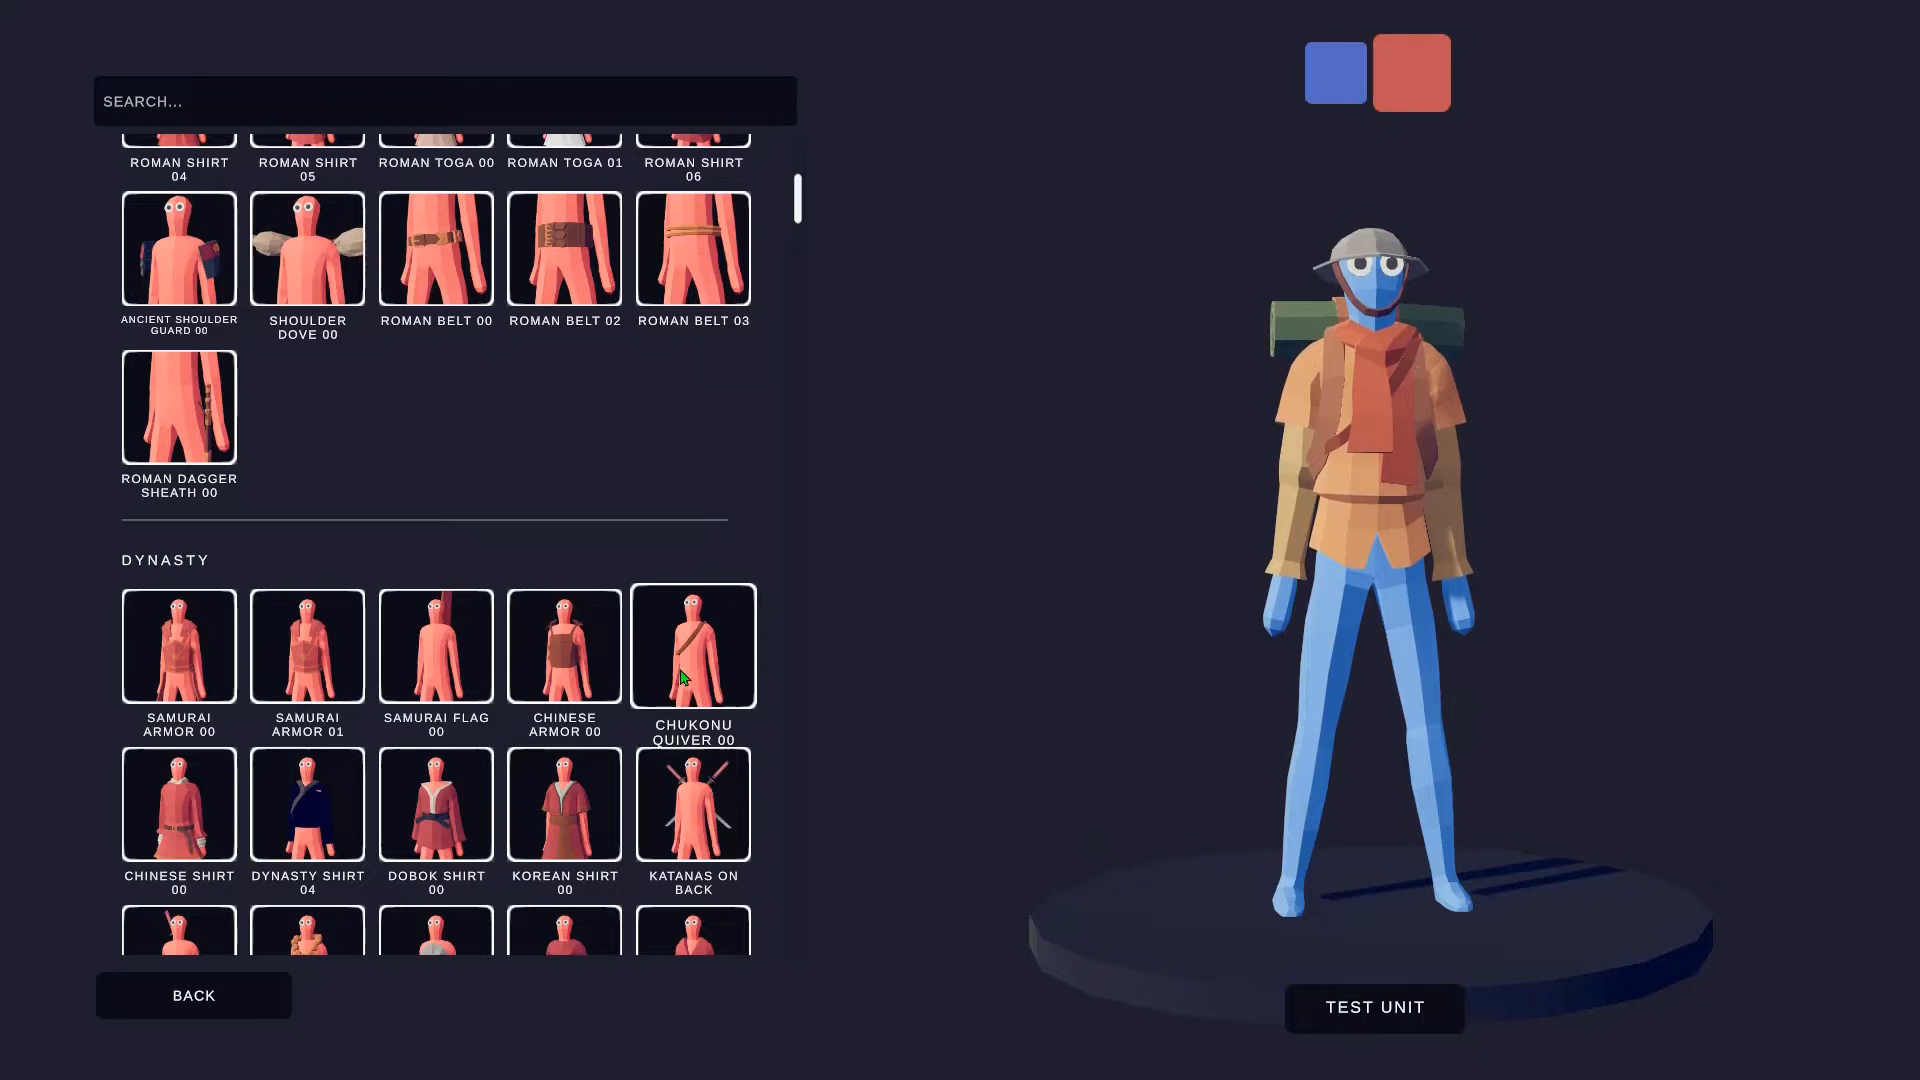 SEARCH...
ROMAN SHIRT
04
ROMAN SHIRT
05
ROMAN TOGA 00
ROMAN TOGA 01
ROMAN SHIRT
06
ANCIENT SHOULDER
GUARD 00
SHOULDER
DOVE 00
ROMAN BELT 00
ROMAN BELT 02
ROMAN BELT 03
ROMAN DAGGER
SHEATH 00
DYNASTY
SAMURAI
ARMOR 00
SAMURAI
ARMOR 01
SAMURAI FLAG
00
CHINESE
ARMOR 00
CHUKONU
QUIVER 00
CHINESE SHIRT
00
DYNASTY SHIRT
04
DOBOK SHIRT
00
KOREAN SHIRT
00
KATANAS ON
BACK
BACK
TEST UNIT